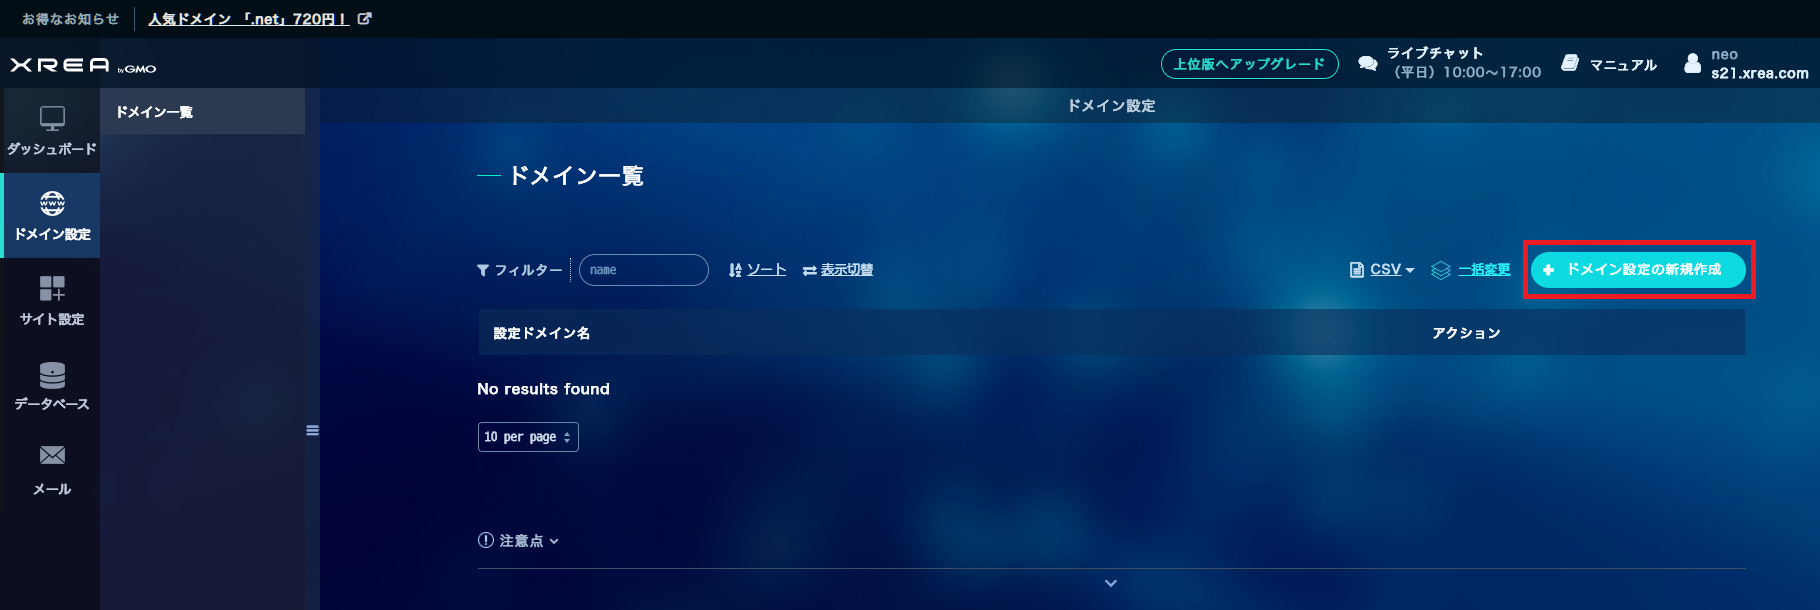 お得なお知らせ
人気ドメイン 「.net」720円！
XREA by GMO
上位版へアップグレード
ライブチャット
（平日）10:00〜17:00
マニュアル
neo
s21.xrea.com
ダッシュボード
ドメイン設定
サイト設定
データベース
メール
ドメイン一覧
ドメイン設定
ドメイン一覧
フィルター
name
ソート
表示切替
CSV
一括変更
ドメイン設定の新規作成
設定ドメイン名
アクション
No results found
10 per page
注意点